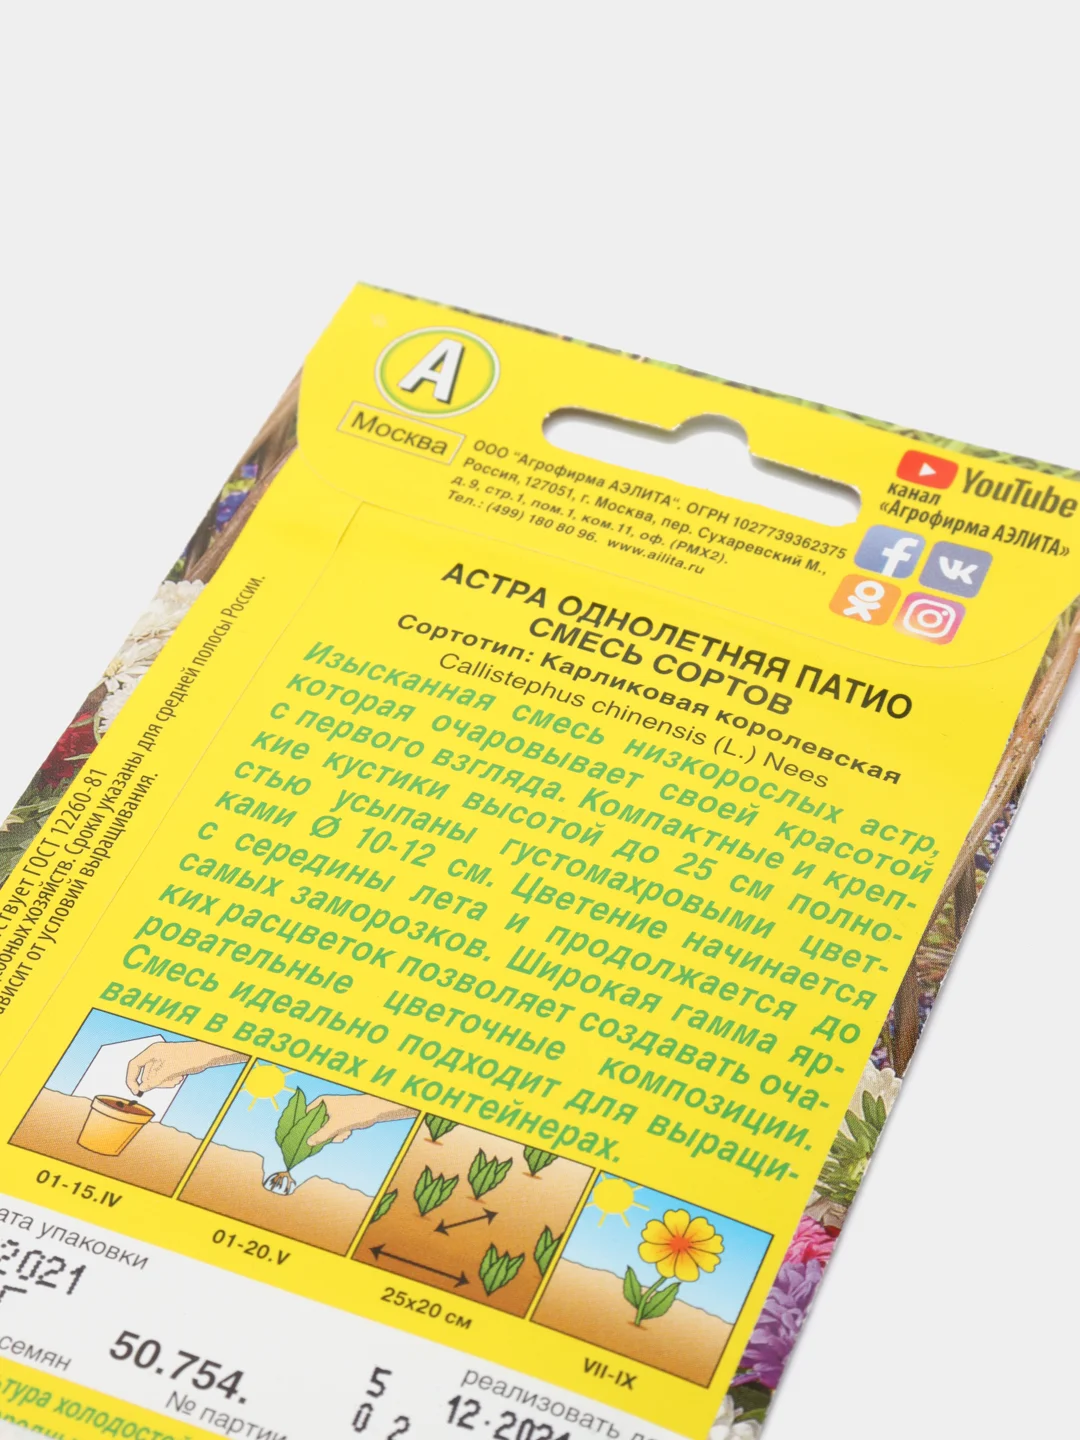 А
Москва
ООО "Агрофирма АЭЛИТА". ОГРН 1027739362375
Россия, 127051, г. Москва, пер. Сухаревский М.,
д.9, стр.1, пом.1, ком.11, оф. (РМХ2).
Тел.: (499) 180 80 96. www.ailita.ru
YouTube
канал
«Агрофирма АЭЛИТА»
АСТРА ОДНОЛЕТНЯЯ ПАТИО
СМЕСЬ СОРТОВ
Сортотип: Карликовая королевская
Callistephus chinensis (L.) Nees
Изысканная смесь низкорослых астр,
которая очаровывает своей красотой
с первого взгляда. Компактные и креп-
кие кустики высотой до 25 см полно-
стью усыпаны густомахровыми цвет-
ками Ø 10-12 см. Цветение начинается
с середины лета и продолжается до
самых заморозков. Широкая гамма яр-
ких расцветок позволяет создавать оча-
ровательные цветочные композиции.
Смесь идеально подходит для выращи-
вания в вазонах и контейнерах.
ГОСТ 12260-81
хозяйств. Сроки указаны для средней полосы России.
от условий выращивания.
01-15.IV
01-20.V
25x20 см
VII-IX
упаковки
2021
семян
50.754.
№ партии
5
0 2
реализовать